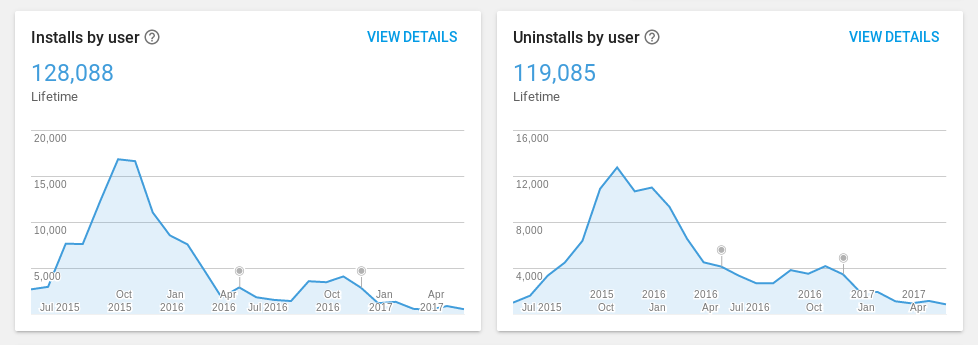 Installs by user ? VIEW DETAILS
128,088
Lifetime
20,000
15,000
10,000
5,000
Oct Jan Apr Oct Jan Apr
Jul 2015 2015 2016 2016 Jul 2016 2016 2017 2017
Uninstalls by user ? VIEW DETAILS
119,085
Lifetime
16,000
12,000
8,000
4,000
2015 2016 2016 2016 2017 2017
Jul 2015 Oct Jan Apr Jul 2016 Oct Jan Apr